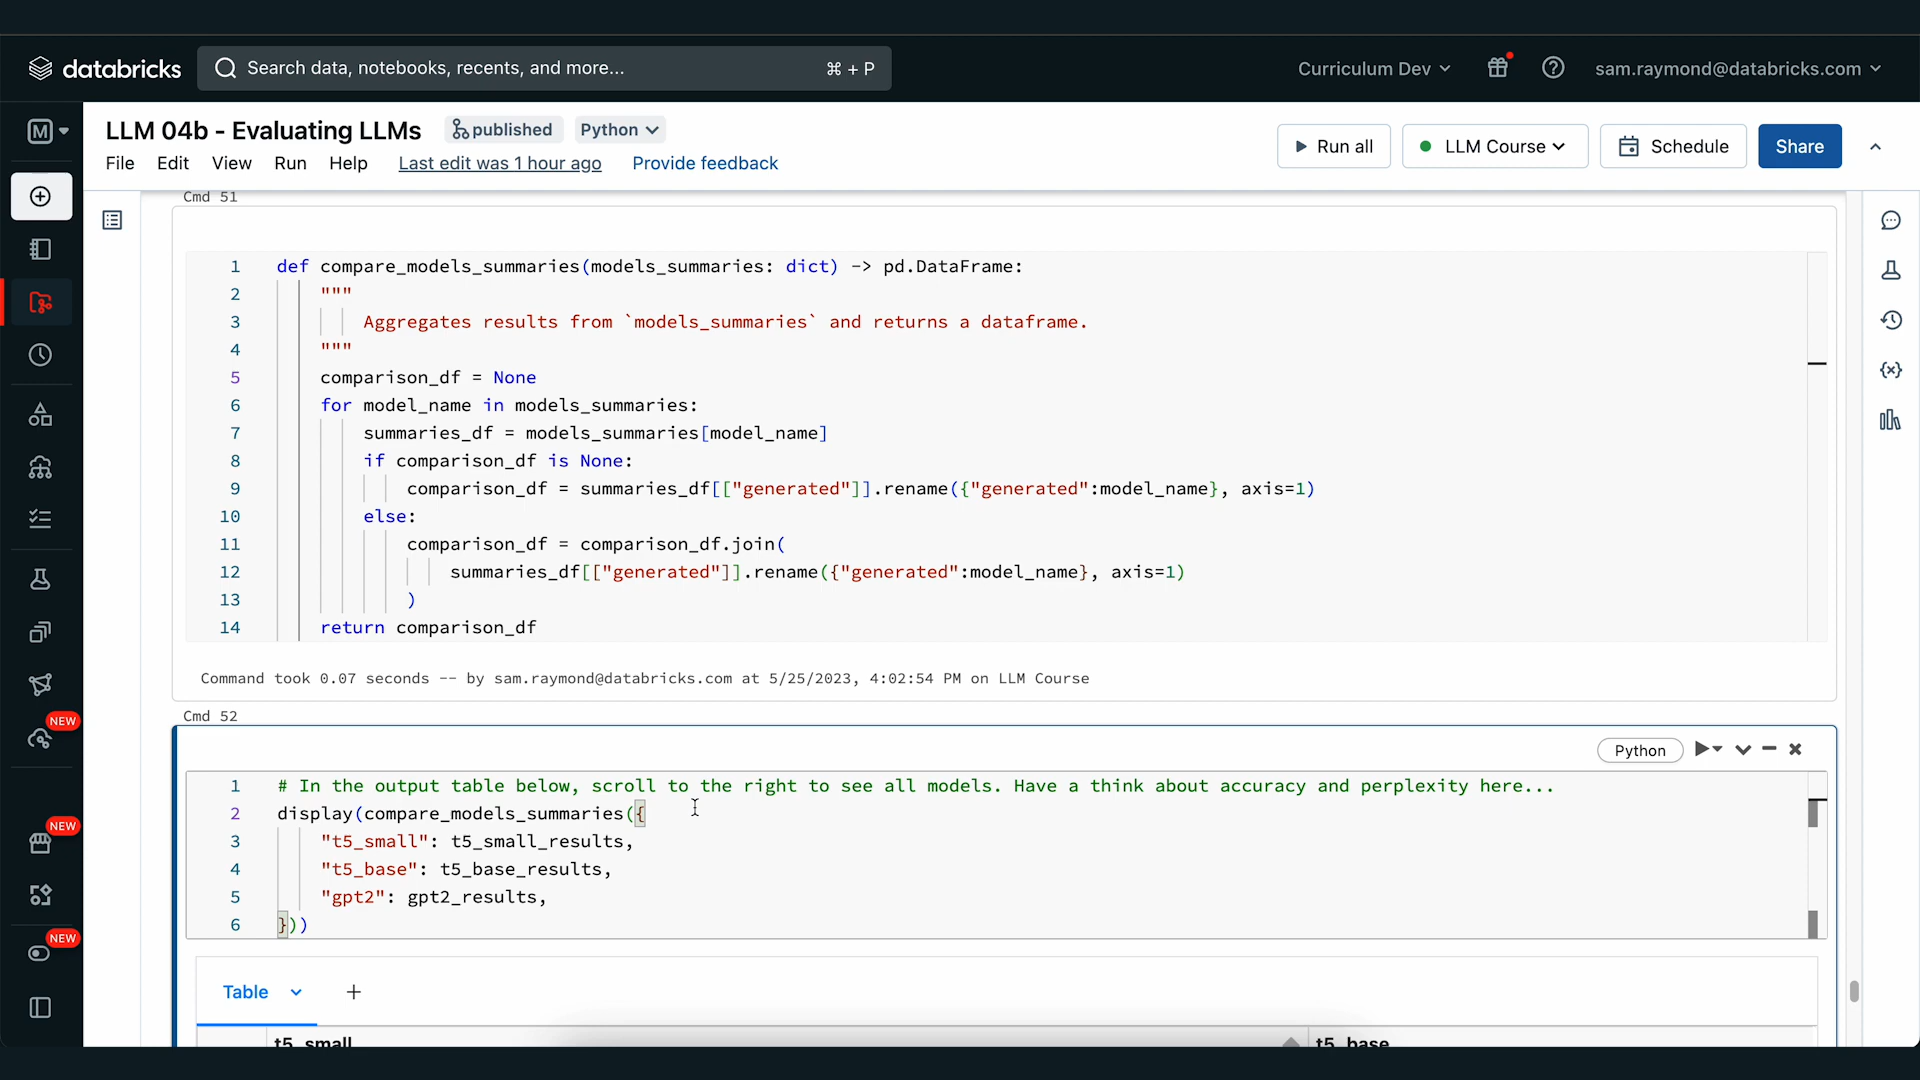 databricks
Search data, notebooks, recents, and more...
⌘ + P
Curriculum Dev
sam.raymond@databricks.com
M
LLM 04b - Evaluating LLMs
published
Python
File Edit View Run Help
Last edit was 1 hour ago
Provide feedback
Run all
LLM Course
Schedule
Share
Cmd 51
1 def compare_models_summaries(models_summaries: dict) -> pd.DataFrame:
2 """
3 Aggregates results from `models_summaries` and returns a dataframe.
4 """
5 comparison_df = None
6 for model_name in models_summaries:
7 summaries_df = models_summaries[model_name]
8 if comparison_df is None:
9 comparison_df = summaries_df[["generated"]].rename({"generated":model_name}, axis=1)
10 else:
11 comparison_df = comparison_df.join(
12 summaries_df[["generated"]].rename({"generated":model_name}, axis=1)
13 )
14 return comparison_df
Command took 0.07 seconds -- by sam.raymond@databricks.com at 5/25/2023, 4:02:54 PM on LLM Course
NEW
NEW
NEW
Cmd 52
Python
1 # In the output table below, scroll to the right to see all models. Have a think about accuracy and perplexity here...
2 display(compare_models_summaries({
3 "t5_small": t5_small_results,
4 "t5_base": t5_base_results,
5 "gpt2": gpt2_results,
6 }))
Table
+
t5_small
t5_base